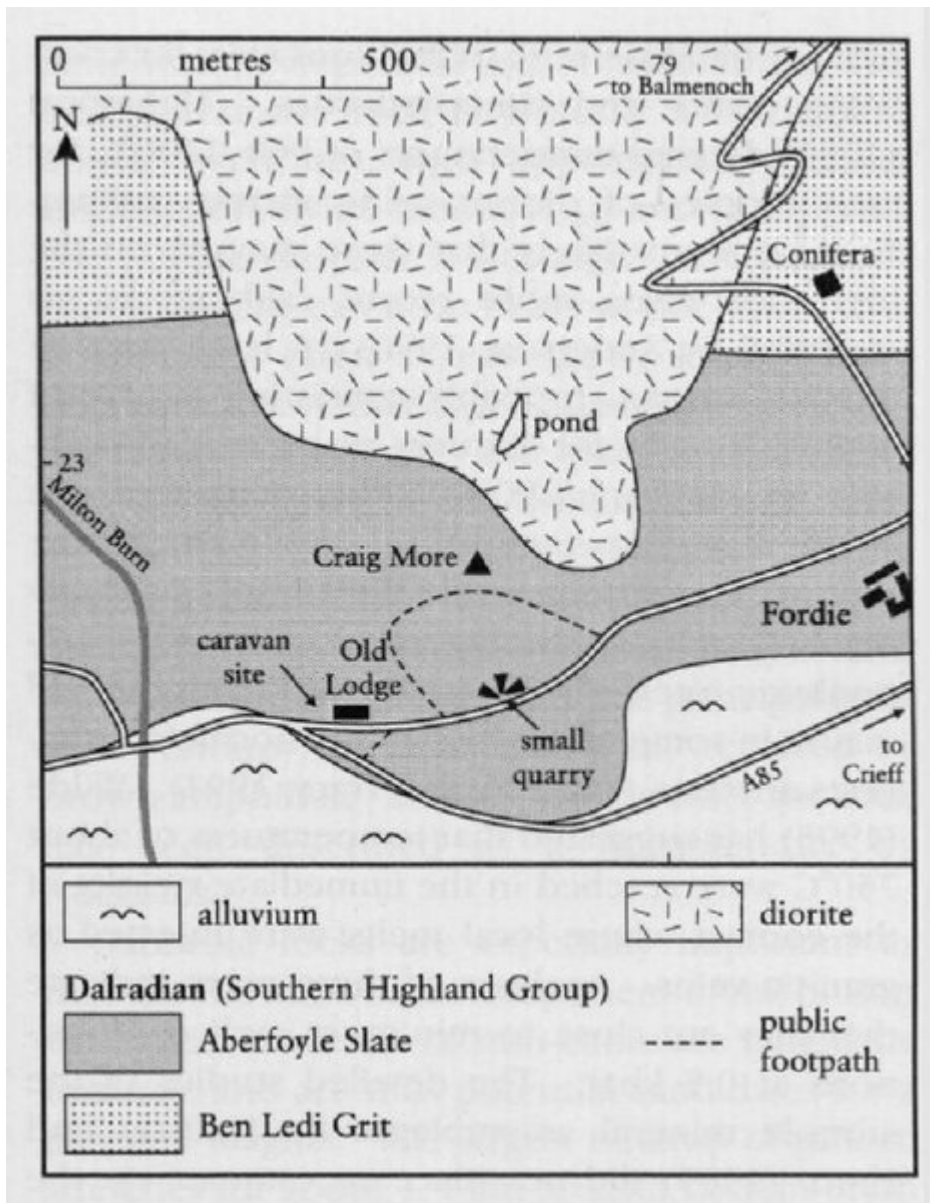 0 metres 500
79
to Balmenoch
N
Conifera
pond
23
Milton Burn
Craig More
Fordie
caravan
site
Old
Lodge
small
quarry
A85
to
Crieff
alluvium
diorite
Dalradian (Southern Highland Group)
Aberfoyle Slate
public
footpath
Ben Ledi Grit